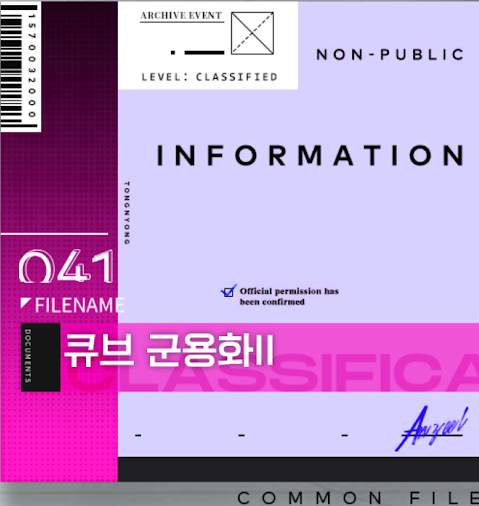 1570032000
ARCHIVE EVENT
LEVEL: CLASSIFIED
NON-PUBLIC
INFORMATION
TONGNYONG
041
FILENAME
Official permission has
been confirmed
DOCUMENTS
큐브 군용화II
CLASSIFICA
- - -
COMMON FILE